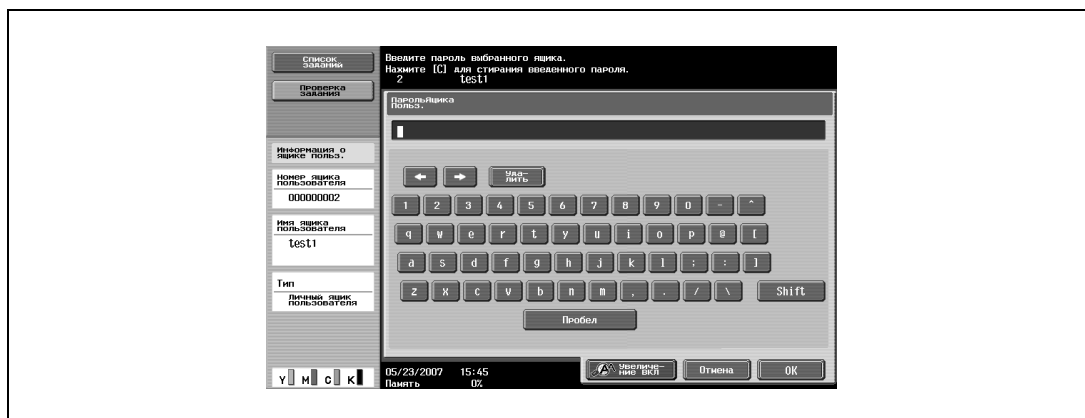 Список
заданий
Проверка
задания
Введите пароль выбранного ящика.
Нажмите [C] для стирания введенного пароля.
2 test1
ПарольЯщика
Польз.
Информация о
ящике польз.
Номер ящика
пользователя
000000002
Имя ящика
пользователя
test1
Тип
Личный ящик
пользователя
← → Уда-
лить
1 2 3 4 5 6 7 8 9 0 - ^
q w e r t y u i o p @ [
a s d f g h j k l ; : ]
z x c v b n m , . / \ Shift
Пробел
Увеличе-
ние ВКЛ
Отмена OK
Y M C K
05/23/2007 15:45
Память 0%